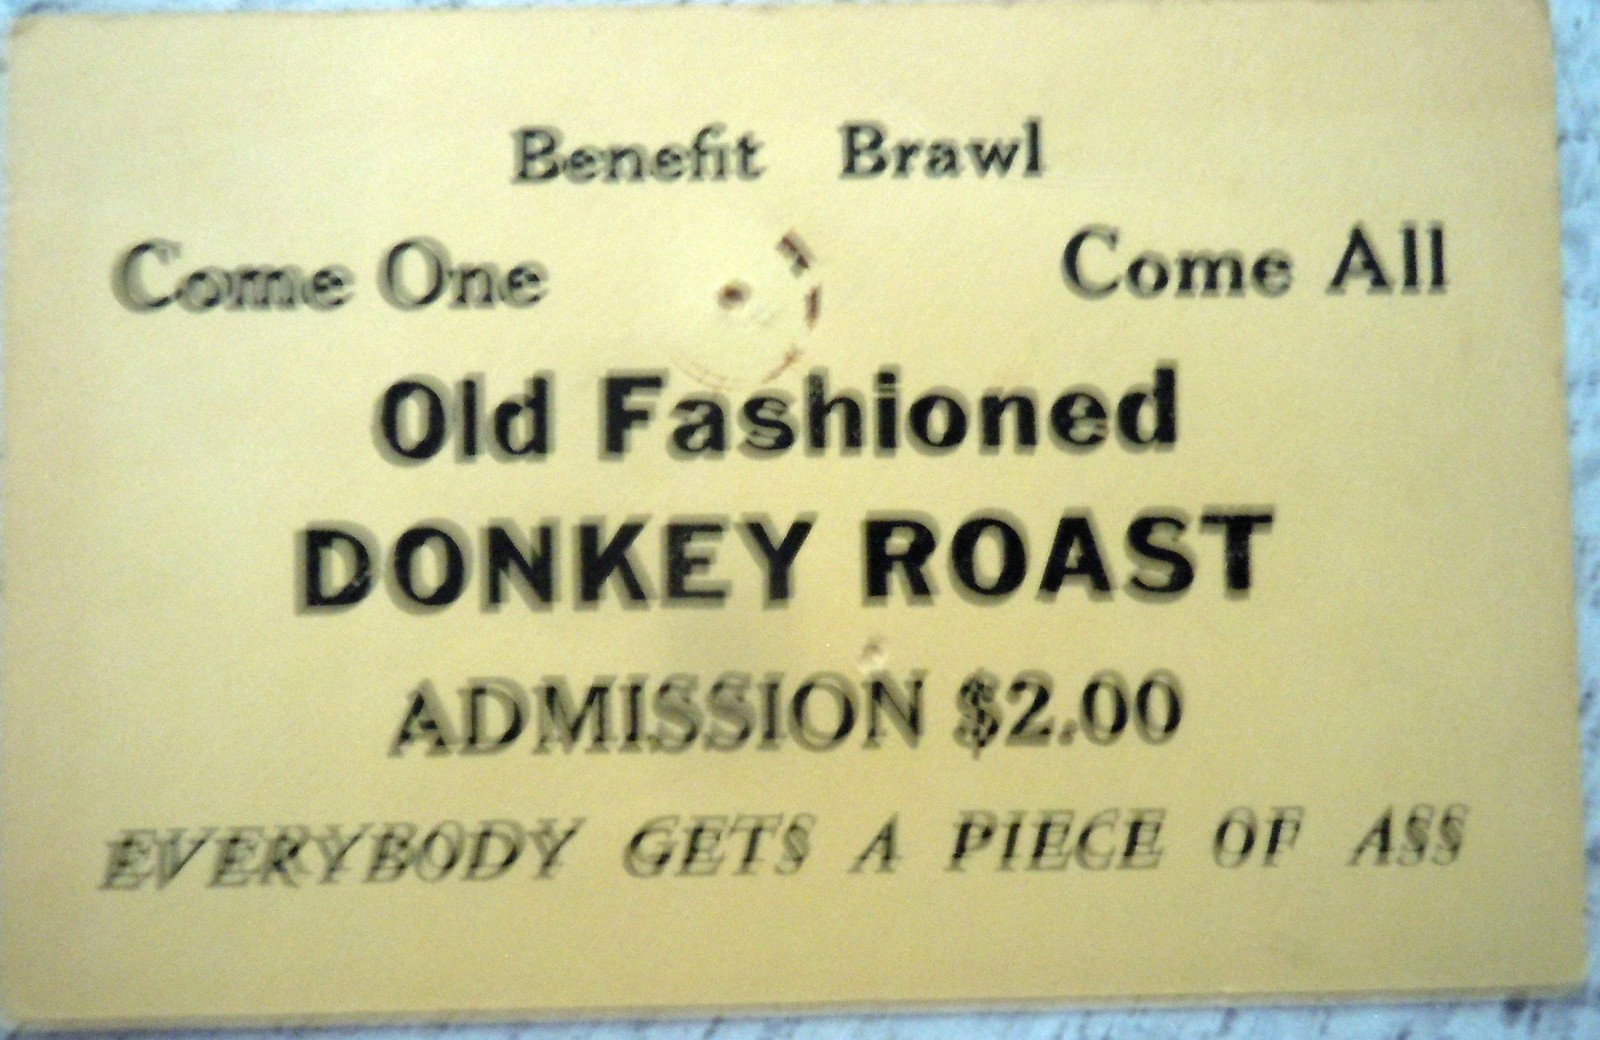 Benefit Brawl
Come One Come All
Old Fashioned
DONKEY ROAST
ADMISSION $2.00
EVERYBODY GETS A PIECE OF ASS